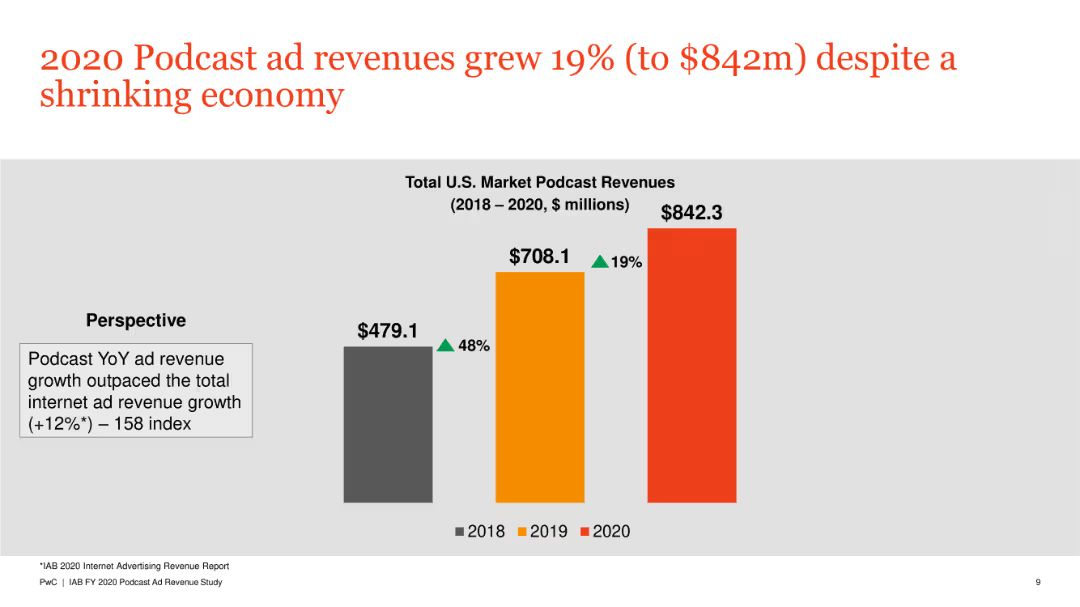 2020 Podcast ad revenues grew 19% (to $842m) despite a
shrinking economy
Total U.S. Market Podcast Revenues
(2018 – 2020, $ millions)
$842.3
$708.1
19%
$479.1
48%
Perspective
Podcast YoY ad revenue
growth outpaced the total
internet ad revenue growth
(+12%*) – 158 index
2018 2019 2020
*IAB 2020 Internet Advertising Revenue Report
PwC | IAB FY 2020 Podcast Ad Revenue Study
9